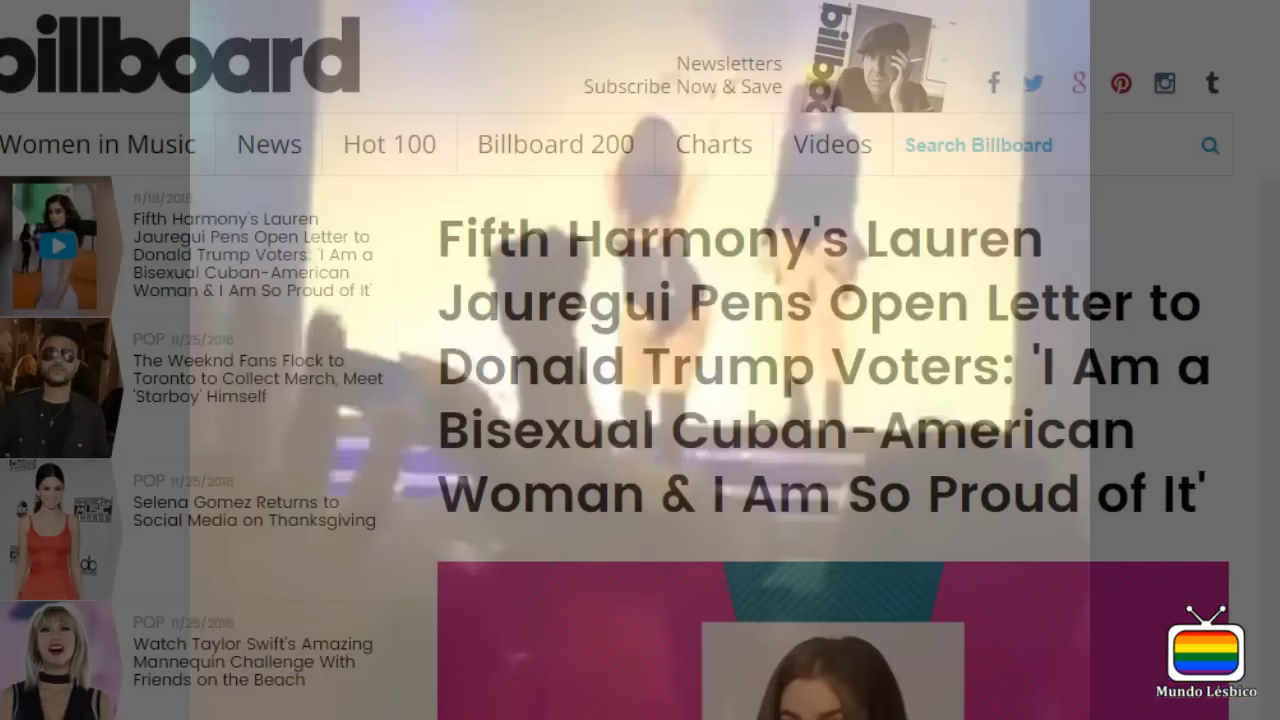 billboard
Newsletters
Subscribe Now & Save
Women in Music
News
Hot 100
Billboard 200
Charts
Videos
Search Billboard
11/18/2016
Fifth Harmony's Lauren
Jauregui Pens Open Letter to
Donald Trump Voters: 'I Am a
Bisexual Cuban-American
Woman & I Am So Proud of It'
POP 11/25/2016
The Weeknd Fans Flock to
Toronto to Collect Merch, Meet
'Starboy' Himself
POP 11/25/2016
Selena Gomez Returns to
Social Media on Thanksgiving
POP 11/25/2016
Watch Taylor Swift's Amazing
Mannequin Challenge With
Friends on the Beach
Fifth Harmony's Lauren
Jauregui Pens Open Letter to
Donald Trump Voters: 'I Am a
Bisexual Cuban-American
Woman & I Am So Proud of It'
Mundo Lésbico